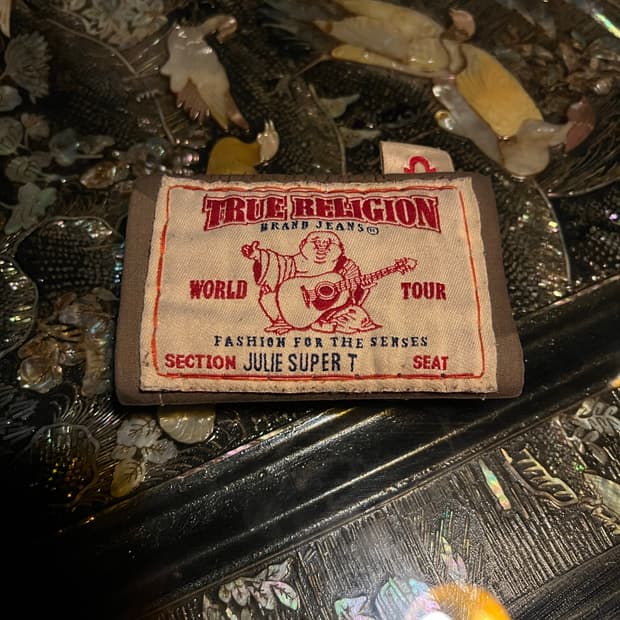 TRUE RELIGION
BRAND JEANS®
WORLD TOUR
FASHION FOR THE SENSES
SECTION JULIE SUPER T SEAT